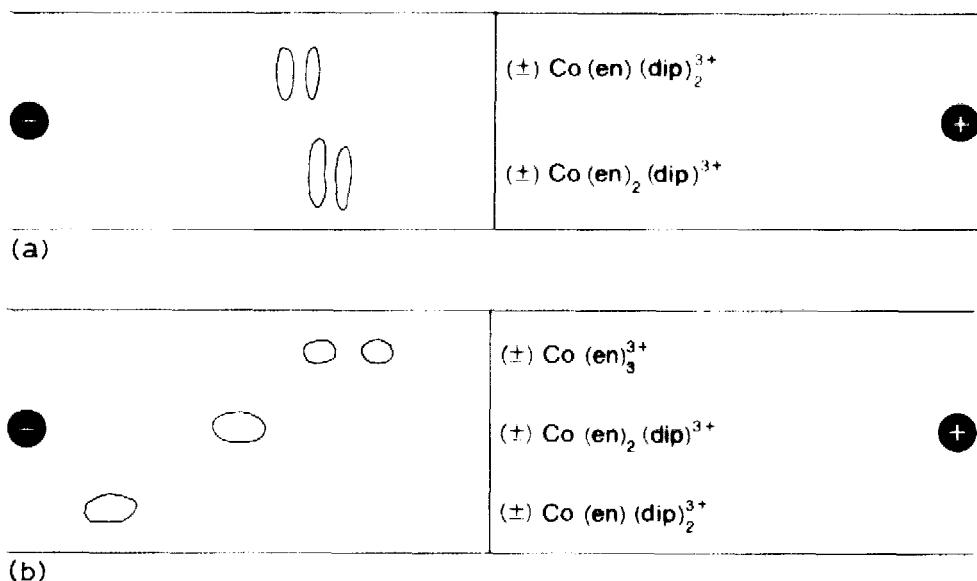 (±) Co (en) (dip)₂³⁺
− +
(±) Co (en)₂ (dip)³⁺
(a)
(±) Co (en)₃³⁺
− (±) Co (en)₂ (dip)³⁺ +
(±) Co (en) (dip)₂³⁺
(b)